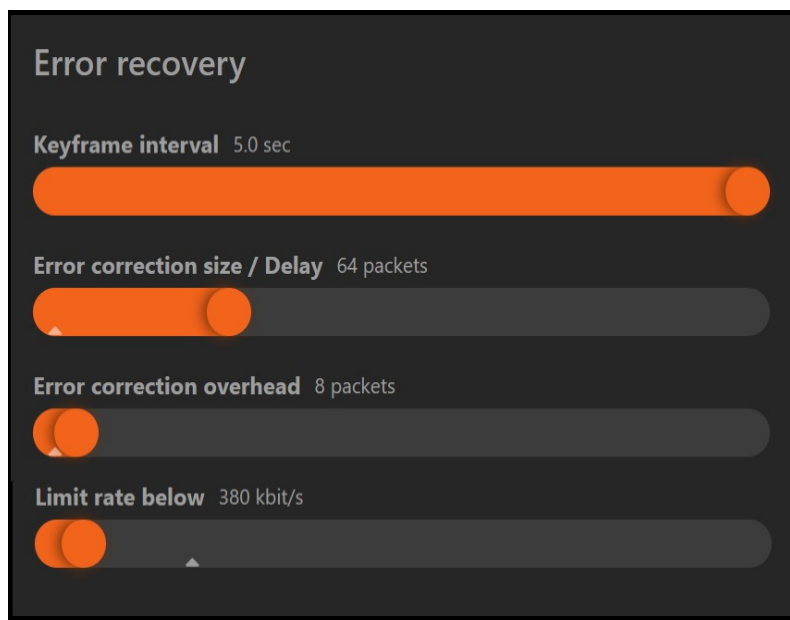 Error recovery
Keyframe interval 5.0 sec
Error correction size / Delay 64 packets
Error correction overhead 8 packets
Limit rate below 380 kbit/s